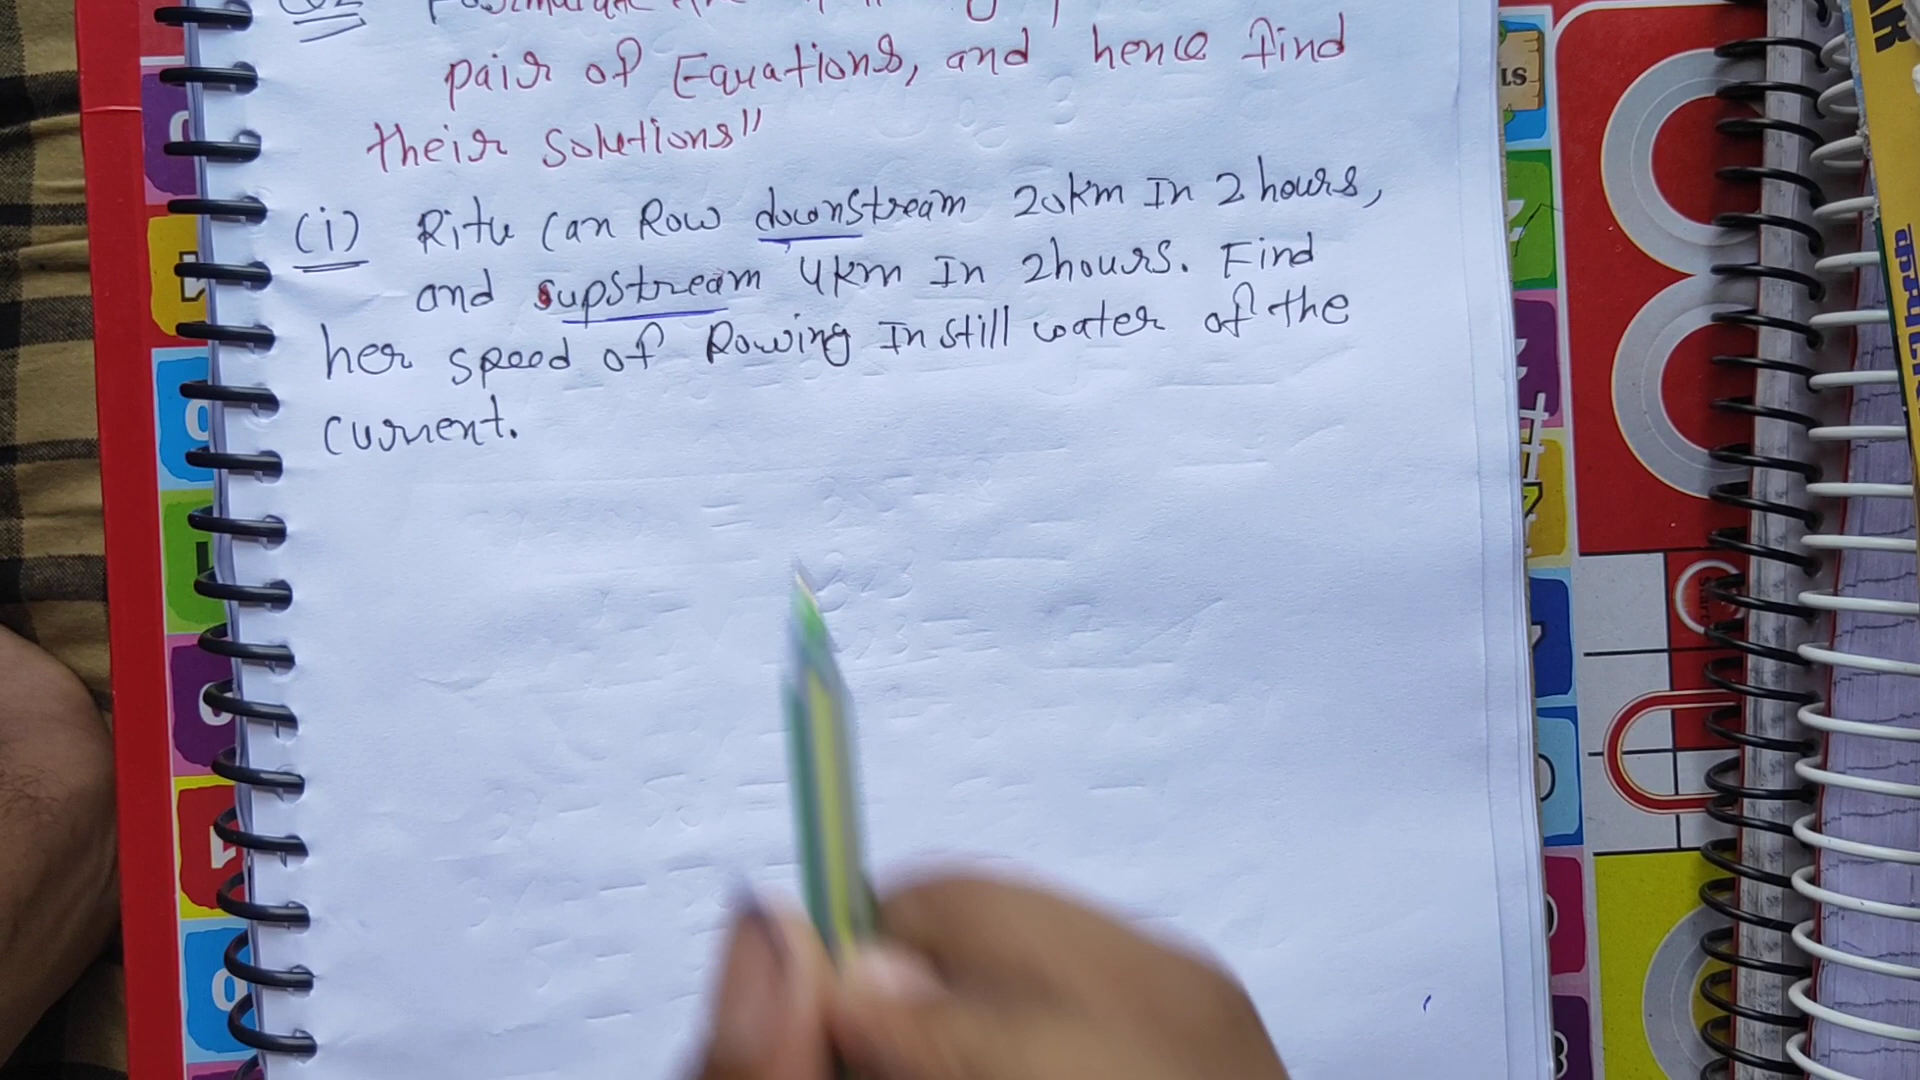 pair of Equations, and hence find
their solutions"
(i) Ritu can Row downstream 20km In 2 hours,
and supstream 4km In 2hours. Find
her speed of Rowing In still water of the
current.
LS